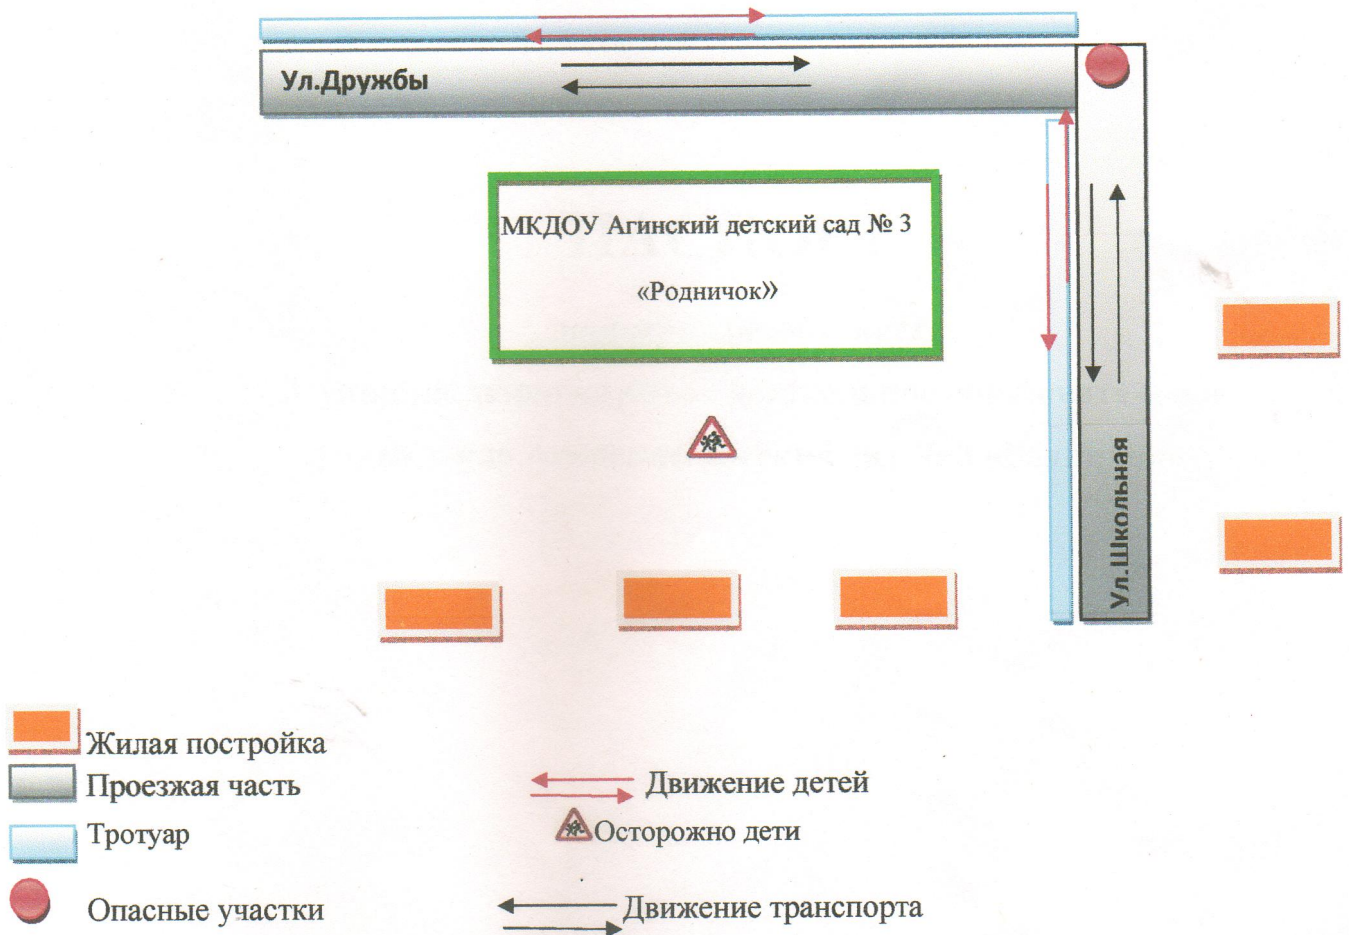 Ул.Дружбы
МКДОУ Агинский детский сад № 3
«Родничок»
Ул.Школьная
Жилая постройка
Проезжая часть
Тротуар
Опасные участки
Движение детей
Осторожно дети
Движение транспорта